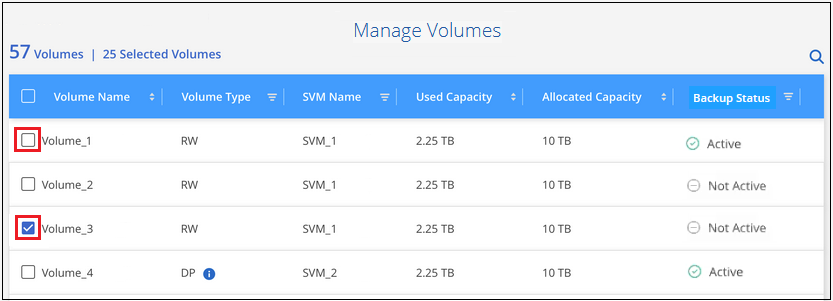 Manage Volumes
57 Volumes | 25 Selected Volumes
Volume Name Volume Type SVM Name Used Capacity Allocated Capacity Backup Status
Volume_1 RW SVM_1 2.25 TB 10 TB Active
Volume_2 RW SVM_1 2.25 TB 10 TB Not Active
Volume_3 RW SVM_1 2.25 TB 10 TB Not Active
Volume_4 DP SVM_2 2.25 TB 10 TB Active